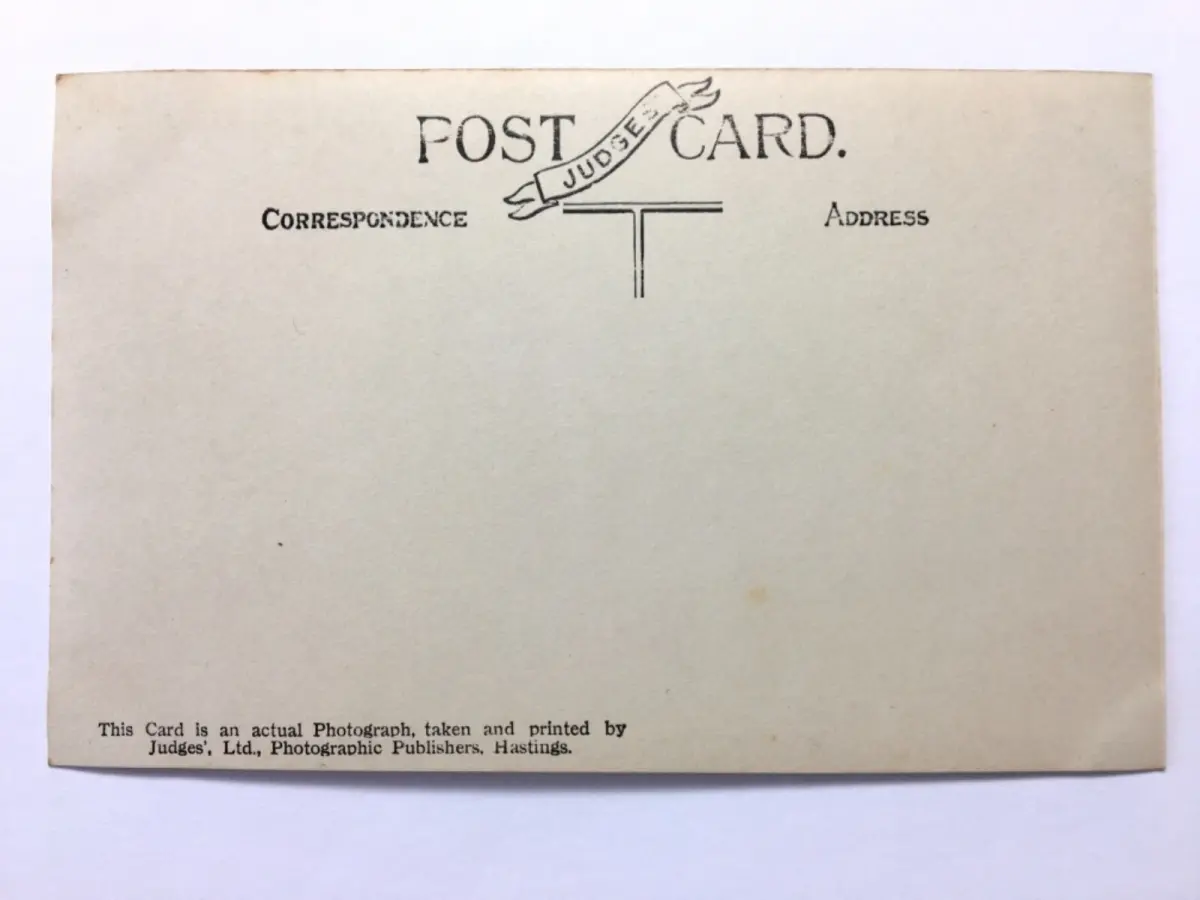 POST JUDGES CARD.
CORRESPONDENCE ADDRESS
This Card is an actual Photograph, taken and printed by
Judges', Ltd., Photographic Publishers, Hastings.